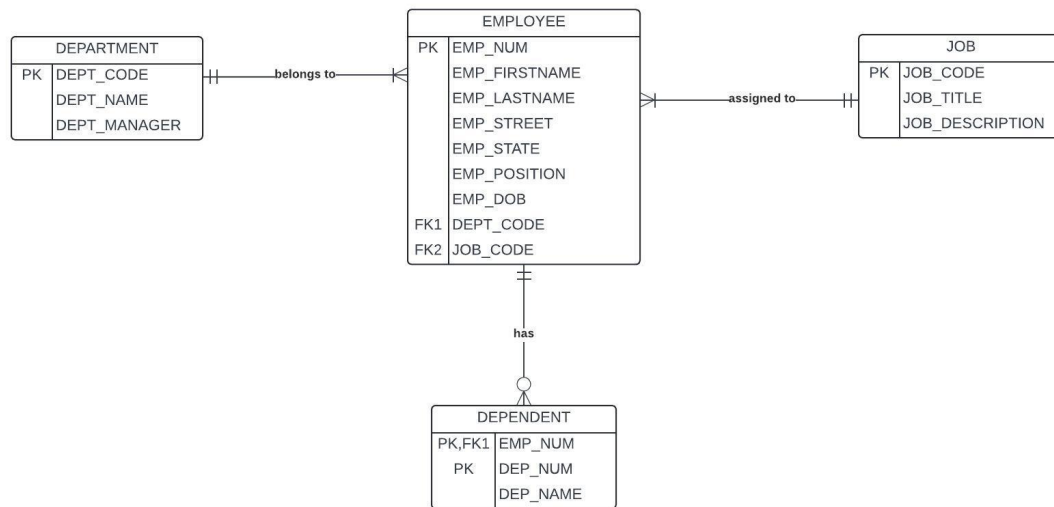 EMPLOYEE
PK EMP_NUM
EMP_FIRSTNAME
EMP_LASTNAME
EMP_STREET
EMP_STATE
EMP_POSITION
EMP_DOB
FK1 DEPT_CODE
FK2 JOB_CODE
DEPARTMENT
PK DEPT_CODE
DEPT_NAME
DEPT_MANAGER
belongs to
JOB
PK JOB_CODE
JOB_TITLE
JOB_DESCRIPTION
assigned to
has
DEPENDENT
PK,FK1 EMP_NUM
PK DEP_NUM
DEP_NAME